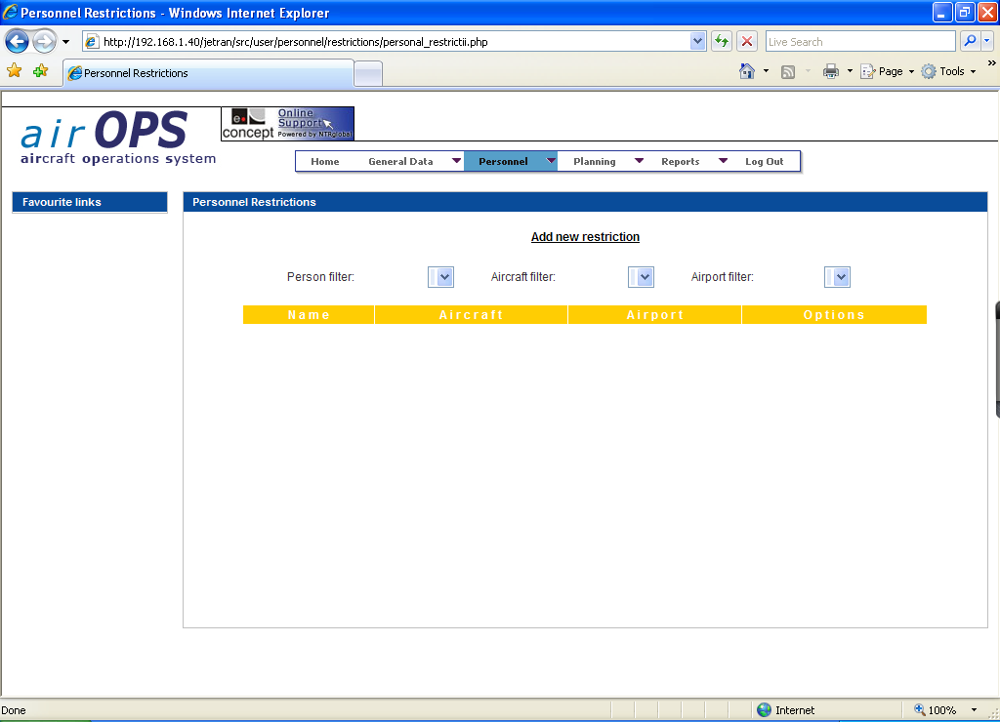 Personnel Restrictions - Windows Internet Explorer
http://192.168.1.40/jetran/src/user/personnel/restrictions/personal_restrictii.php
Live Search
Personnel Restrictions
Page
Tools
air OPS
aircraft operations system
e. concept
Online Support
Powered by NTRglobal
Home General Data Personnel Planning Reports Log Out
Favourite links
Personnel Restrictions
Add new restriction
Person filter: Aircraft filter: Airport filter:
Name Aircraft Airport Options
Done
Internet
100%